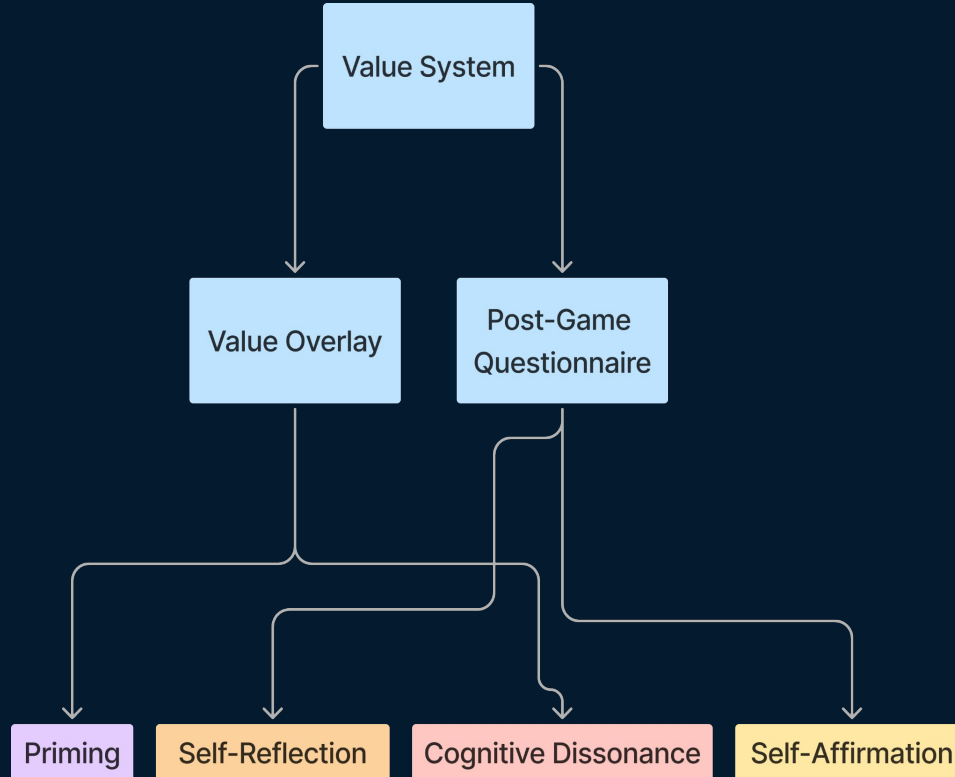 Value System
Value Overlay
Post-Game
Questionnaire
Priming
Self-Reflection
Cognitive Dissonance
Self-Affirmation